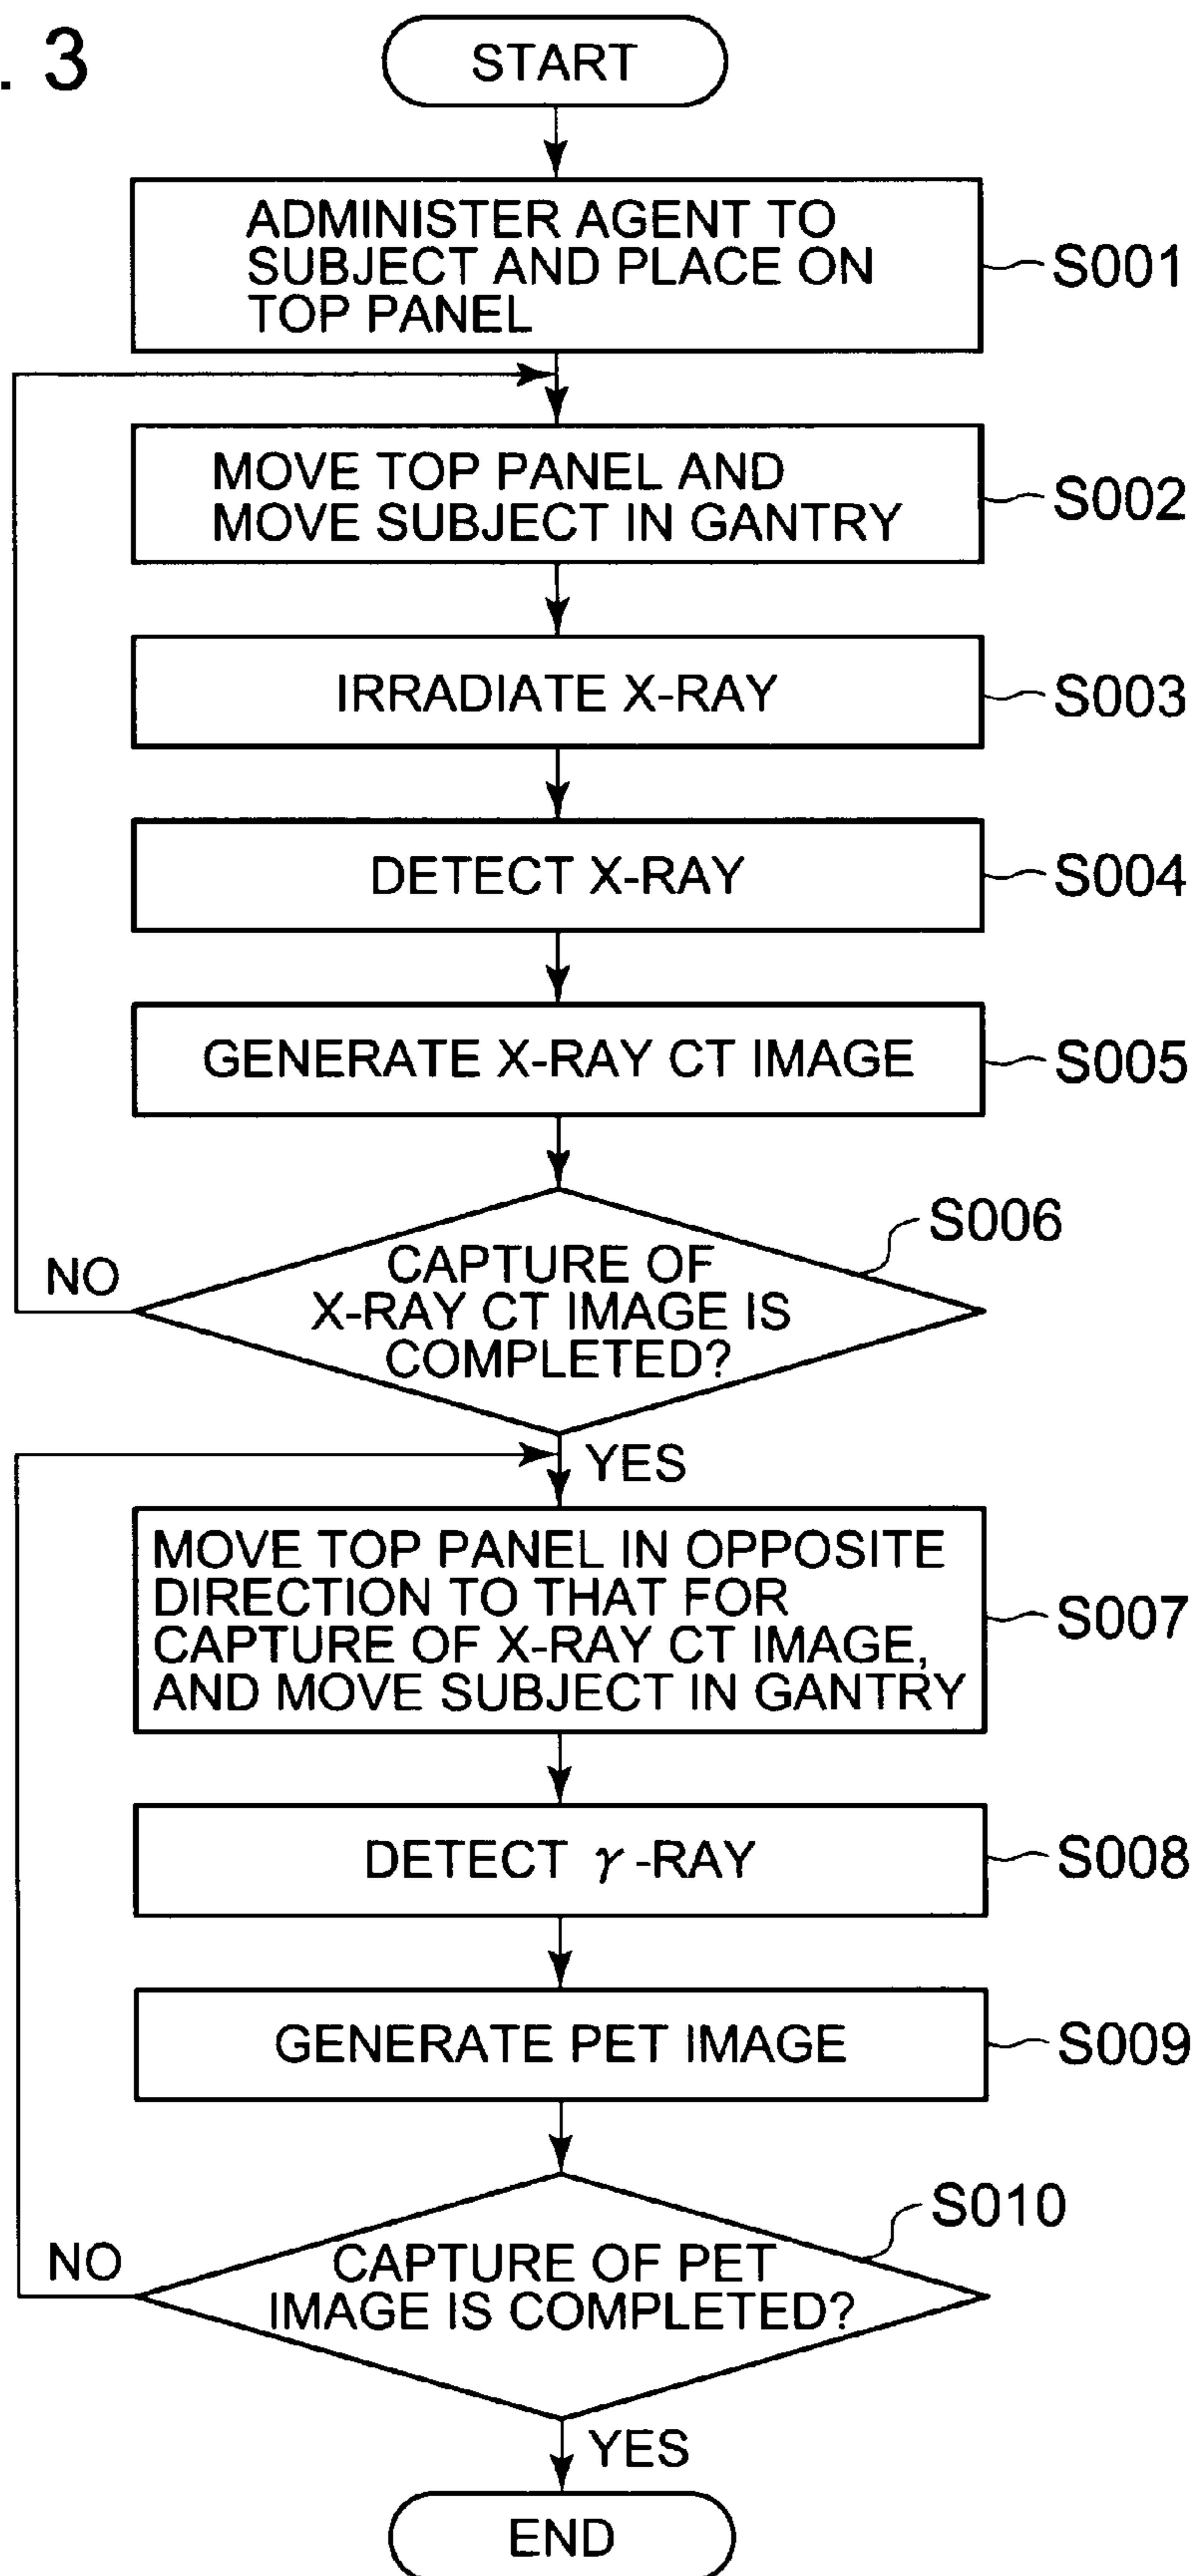 . 3
START
ADMINISTER AGENT TO
SUBJECT AND PLACE ON
TOP PANEL
S001
MOVE TOP PANEL AND
MOVE SUBJECT IN GANTRY
S002
IRRADIATE X-RAY
S003
DETECT X-RAY
S004
GENERATE X-RAY CT IMAGE
S005
S006
CAPTURE OF
X-RAY CT IMAGE IS
COMPLETED?
NO
YES
MOVE TOP PANEL IN OPPOSITE
DIRECTION TO THAT FOR
CAPTURE OF X-RAY CT IMAGE,
AND MOVE SUBJECT IN GANTRY
S007
DETECT γ-RAY
S008
GENERATE PET IMAGE
S009
S010
CAPTURE OF PET
IMAGE IS COMPLETED?
NO
YES
END